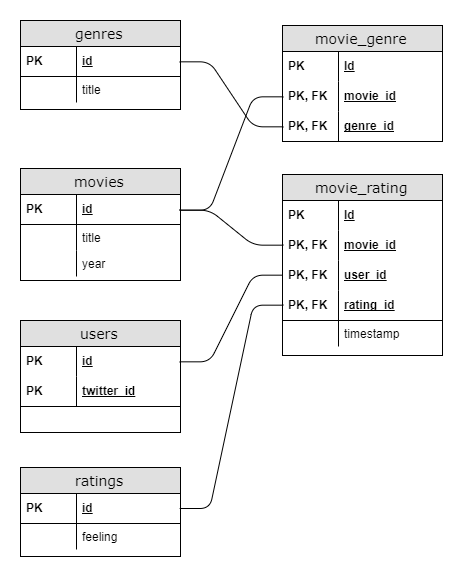 genres
PK id
title
movies
PK id
title
year
users
PK id
PK twitter_id
ratings
PK id
feeling
movie_genre
PK Id
PK, FK movie_id
PK, FK genre_id
movie_rating
PK Id
PK, FK movie_id
PK, FK user_id
PK, FK rating_id
timestamp